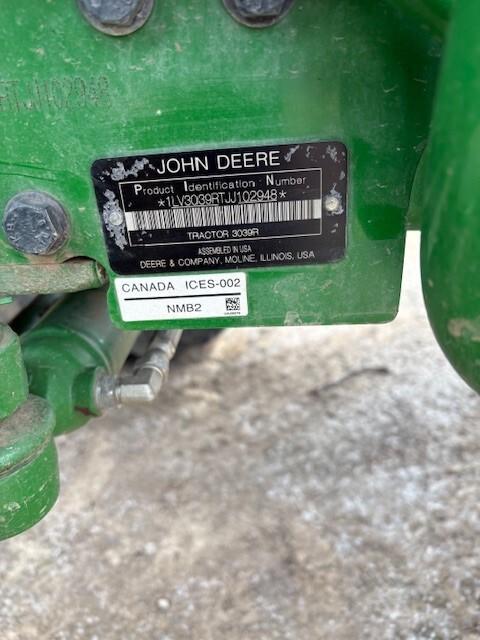 RTJJ102948
JOHN DEERE
Product Identification Number
*1LV3039RTJJ102948*
TRACTOR 3039R
ASSEMBLED IN USA
DEERE & COMPANY, MOLINE, ILLINOIS, USA
CANADA ICES-002
NMB2